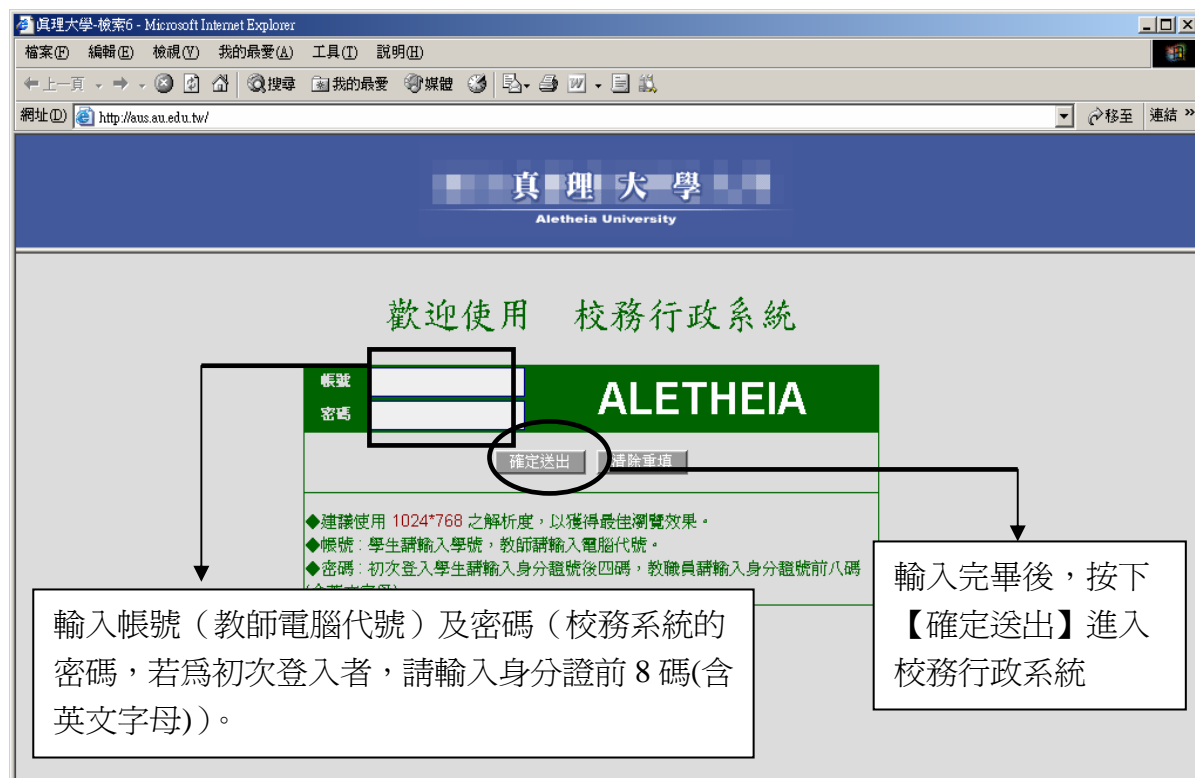 真理大學-檢索6 - Microsoft Internet Explorer
檔案(F) 編輯(E) 檢視(V) 我的最愛(A) 工具(T) 說明(H)
上一頁 搜尋 我的最愛 媒體
網址(D) http://aus.au.edu.tw/ 移至 連結 »
真理大學
Aletheia University
歡迎使用 校務行政系統
帳號
密碼
ALETHEIA
確定送出 清除重填
◆建議使用 1024*768 之解析度，以獲得最佳瀏覽效果。
◆帳號：學生請輸入學號，教師請輸入電腦代號。
◆密碼：初次登入學生請輸入身分證號後四碼，教職員請輸入身分證號前八碼
輸入帳號（教師電腦代號）及密碼（校務系統的
密碼，若為初次登入者，請輸入身分證前 8 碼(含
英文字母)）。
輸入完畢後，按下
【確定送出】進入
校務行政系統